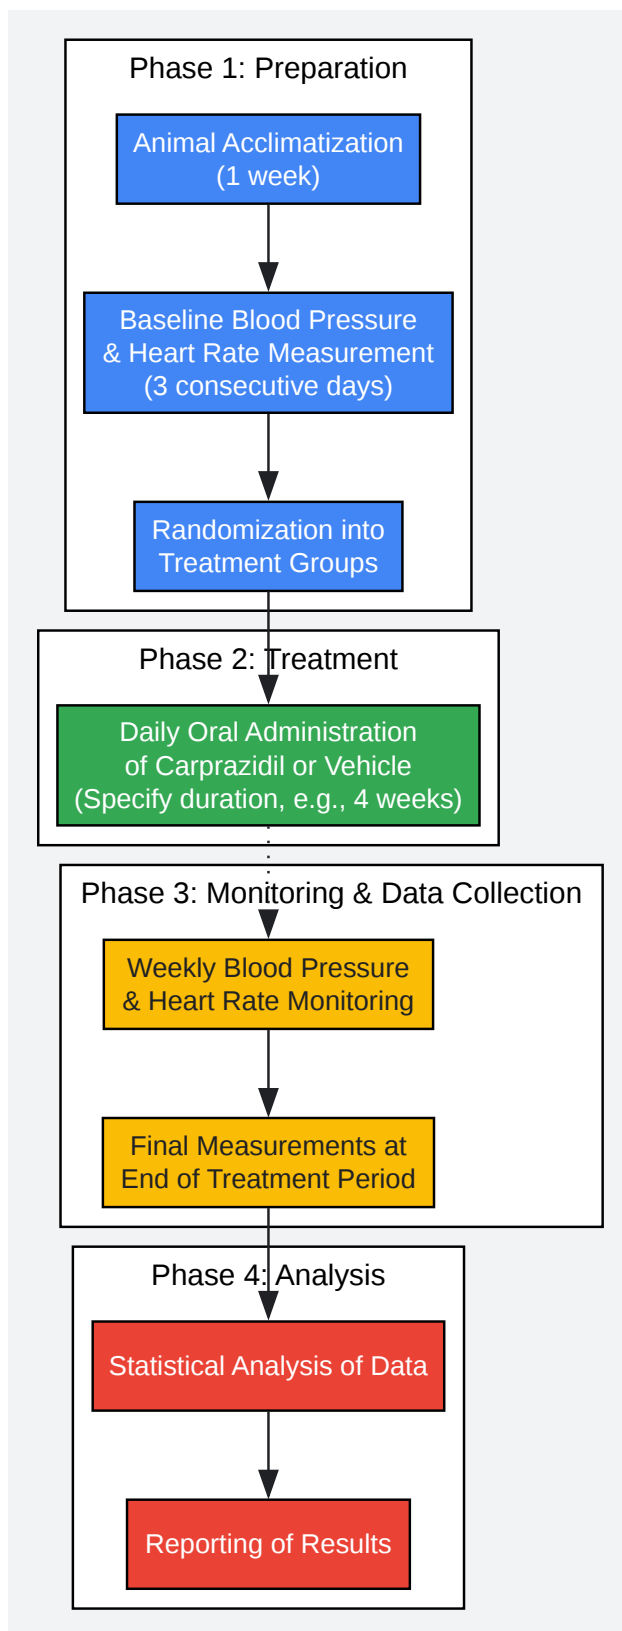 Phase 1: Preparation
Animal Acclimatization
(1 week)
Baseline Blood Pressure
& Heart Rate Measurement
(3 consecutive days)
Randomization into
Treatment Groups
Phase 2: Treatment
Daily Oral Administration
of Carprazidil or Vehicle
(Specify duration, e.g., 4 weeks)
Phase 3: Monitoring & Data Collection
Weekly Blood Pressure
& Heart Rate Monitoring
Final Measurements at
End of Treatment Period
Phase 4: Analysis
Statistical Analysis of Data
Reporting of Results